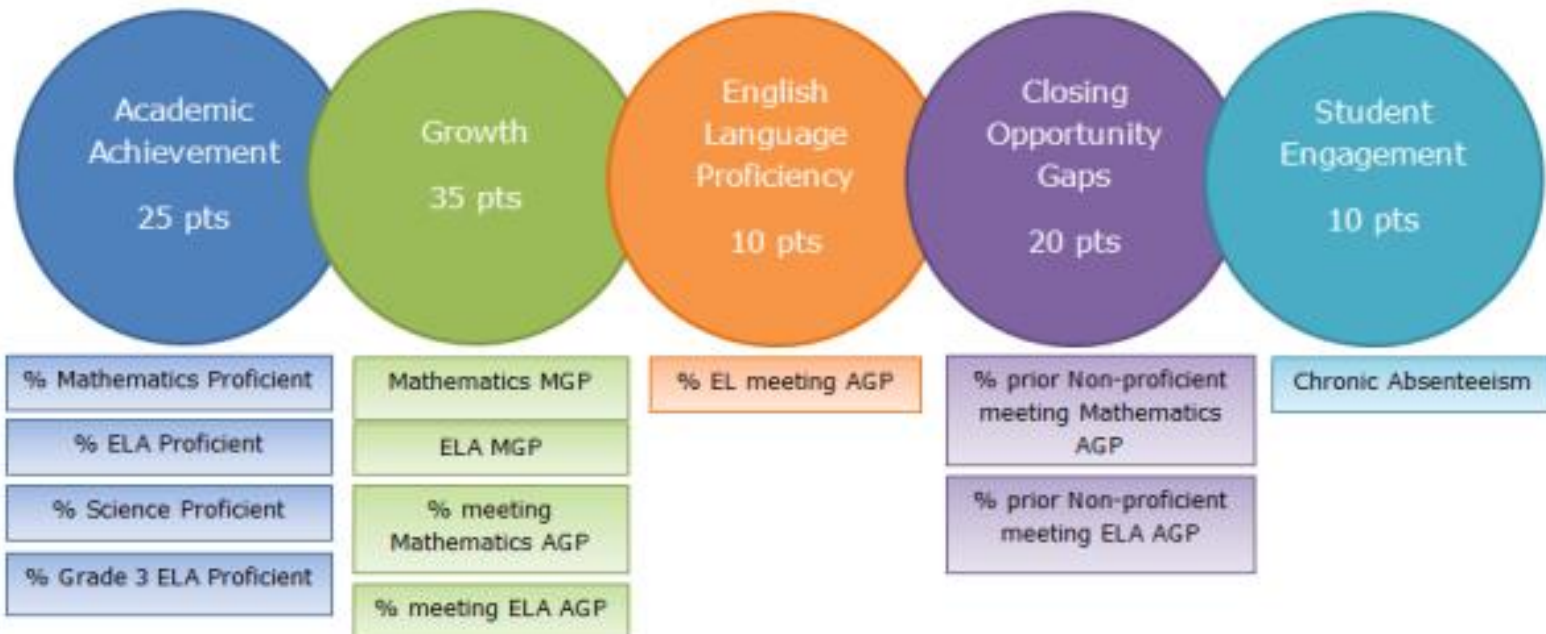 Academic
Achievement
25 pts
Growth
35 pts
English
Language
Proficiency
10 pts
Closing
Opportunity
Gaps
20 pts
Student
Engagement
10 pts
% Mathematics Proficient
% ELA Proficient
% Science Proficient
% Grade 3 ELA Proficient
Mathematics MGP
ELA MGP
% meeting
Mathematics AGP
% meeting ELA AGP
% EL meeting AGP
% prior Non-proficient
meeting Mathematics
AGP
% prior Non-proficient
meeting ELA AGP
Chronic Absenteeism